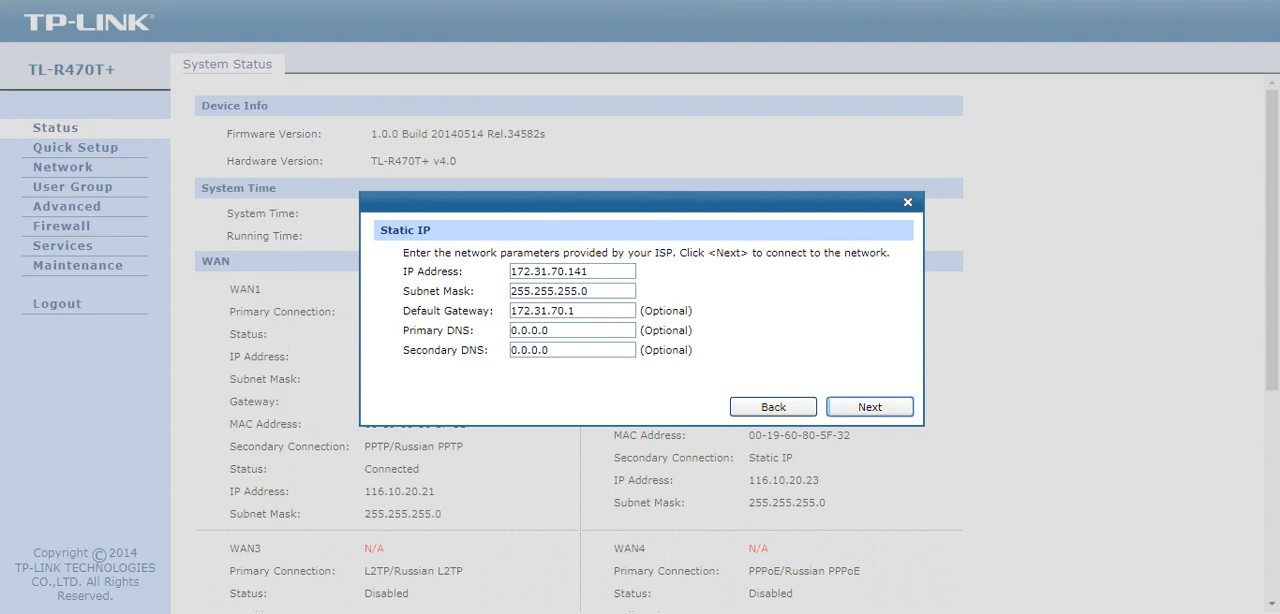 TP-LINK®
TL-R470T+
System Status
Status
Quick Setup
Network
User Group
Advanced
Firewall
Services
Maintenance
Logout
Copyright © 2014
TP-LINK TECHNOLOGIES
CO.,LTD. All Rights
Reserved.
Device Info
Firmware Version: 1.0.0 Build 20140514 Rel.34582s
Hardware Version: TL-R470T+ v4.0
System Time
System Time:
Running Time:
WAN
WAN1
Primary Connection:
Status:
IP Address:
Subnet Mask:
Gateway:
MAC Address:
Secondary Connection: PPTP/Russian PPTP
Status: Connected
IP Address: 116.10.20.21
Subnet Mask: 255.255.255.0
MAC Address: 00-19-60-80-5F-32
Secondary Connection: Static IP
IP Address: 116.10.20.23
Subnet Mask: 255.255.255.0
WAN3 N/A
Primary Connection: L2TP/Russian L2TP
Status: Disabled
WAN4 N/A
Primary Connection: PPPoE/Russian PPPoE
Status: Disabled
Static IP
Enter the network parameters provided by your ISP. Click <Next> to connect to the network.
IP Address: 172.31.70.141
Subnet Mask: 255.255.255.0
Default Gateway: 172.31.70.1 (Optional)
Primary DNS: 0.0.0.0 (Optional)
Secondary DNS: 0.0.0.0 (Optional)
Back Next